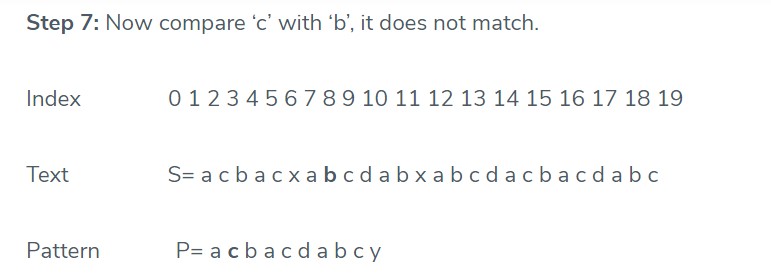 Step 7: Now compare ‘c’ with ‘b’, it does not match.
Index 0 1 2 3 4 5 6 7 8 9 10 11 12 13 14 15 16 17 18 19
Text S= a c b a c x a b c d a b x a b c d a c b a c d a b c
Pattern P= a c b a c d a b c y